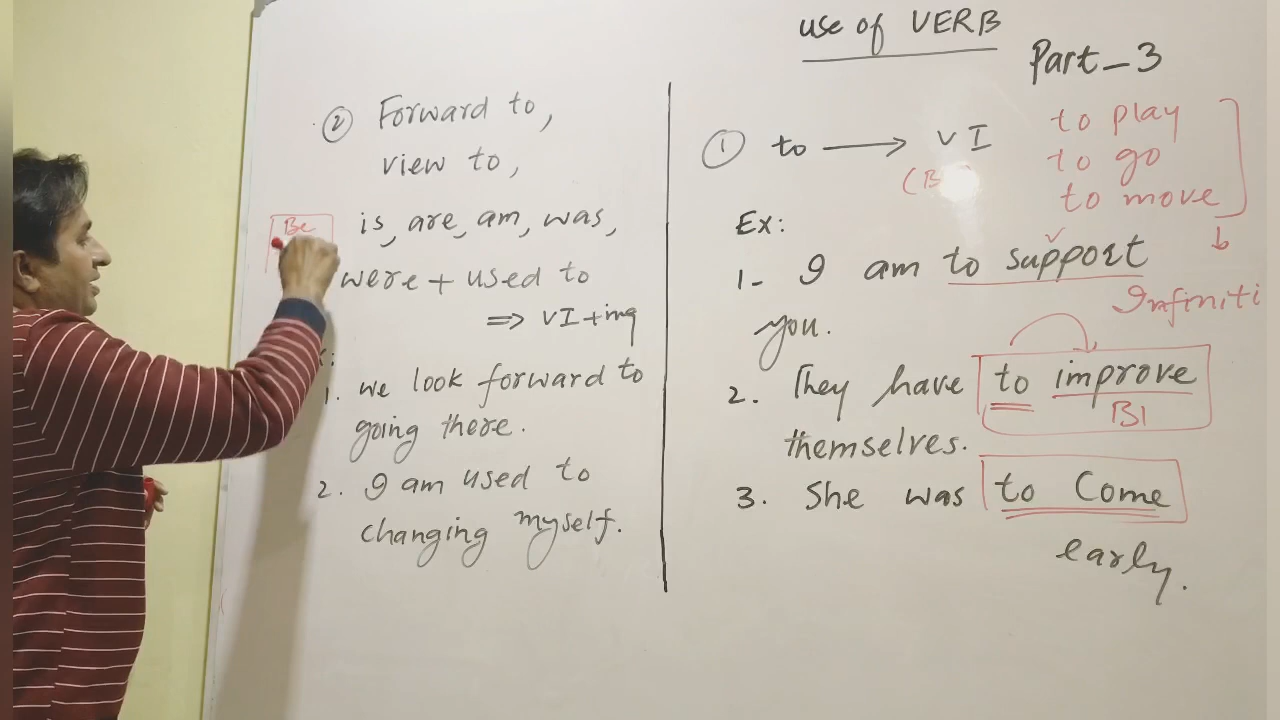 use of VERB
Part-3
② Forward to,
view to,
is, are, am, was,
Be
were + used to
⇒ VI+ing
1. we look forward to
going there.
2. I am used to
changing myself.
① to → VI
(B
to play
to go
to move
Ex:
1- I am to support
you.
Infiniti
2. They have to improve
B1
themselves.
3. She was to Come
early.